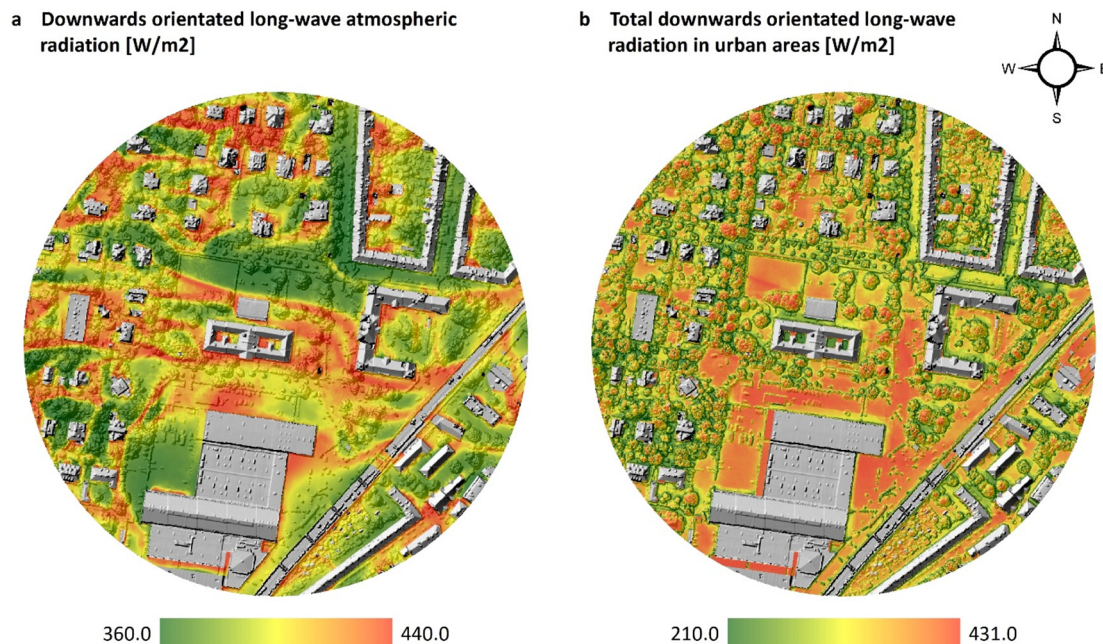 a Downwards orientated long-wave atmospheric
radiation [W/m2]
b Total downwards orientated long-wave
radiation in urban areas [W/m2]
N
W
E
S
360.0 440.0
210.0 431.0